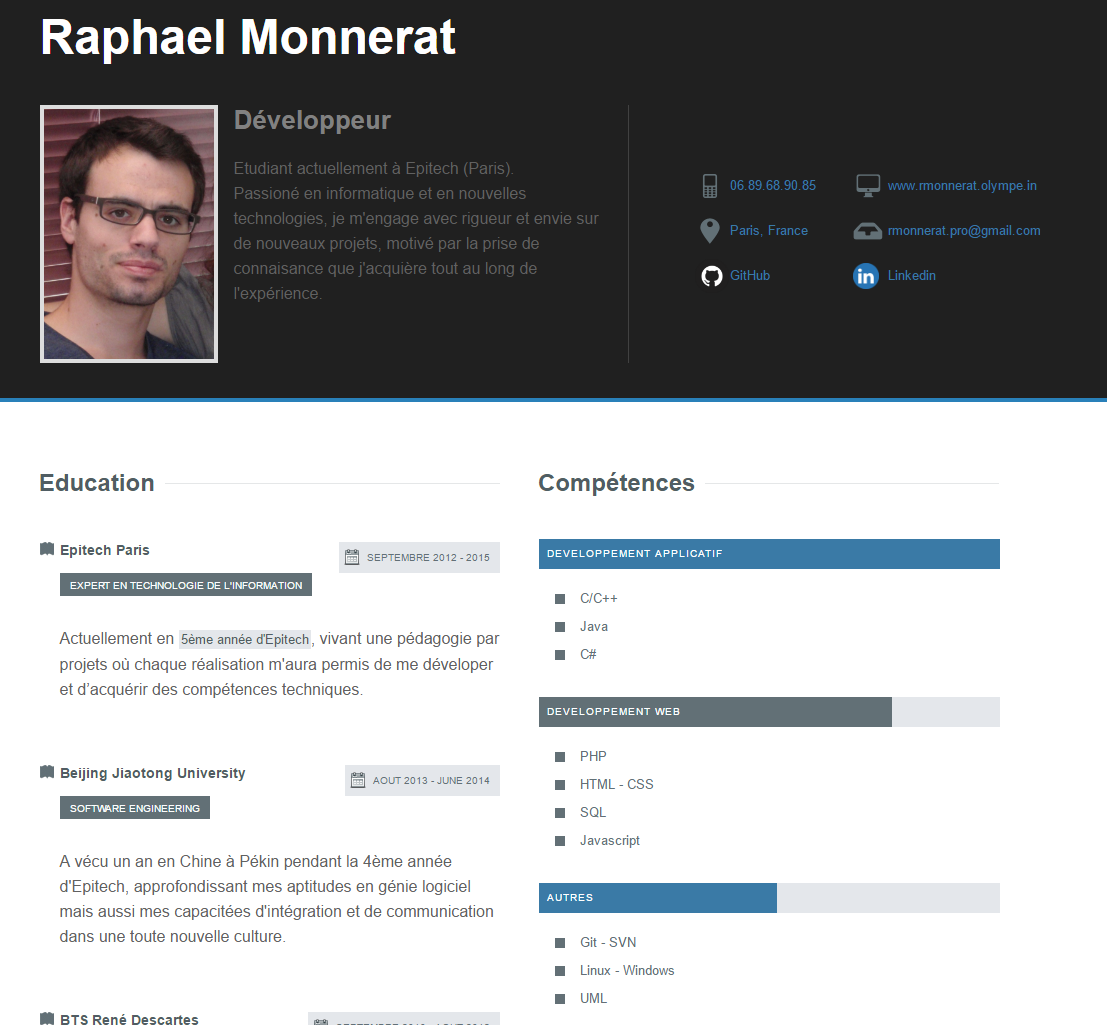 Raphael Monnerat
Développeur
Etudiant actuellement à Epitech (Paris).
Passioné en informatique et en nouvelles
technologies, je m'engage avec rigueur et envie sur
de nouveaux projets, motivé par la prise de
connaisance que j'acquière tout au long de
l'expérience.
06.89.68.90.85
www.rmonnerat.olympe.in
Paris, France
rmonnerat.pro@gmail.com
GitHub
Linkedin
Education
Epitech Paris
SEPTEMBRE 2012 - 2015
EXPERT EN TECHNOLOGIE DE L'INFORMATION
Actuellement en 5ème année d'Epitech, vivant une pédagogie par
projets où chaque réalisation m'aura permis de me déveloper
et d’acquérir des compétences techniques.
Beijing Jiaotong University
AOUT 2013 - JUNE 2014
SOFTWARE ENGINEERING
A vécu un an en Chine à Pékin pendant la 4ème année
d'Epitech, approfondissant mes aptitudes en génie logiciel
mais aussi mes capacitées d'intégration et de communication
dans une toute nouvelle culture.
BTS René Descartes
Compétences
DEVELOPPEMENT APPLICATIF
C/C++
Java
C#
DEVELOPPEMENT WEB
PHP
HTML - CSS
SQL
Javascript
AUTRES
Git - SVN
Linux - Windows
UML